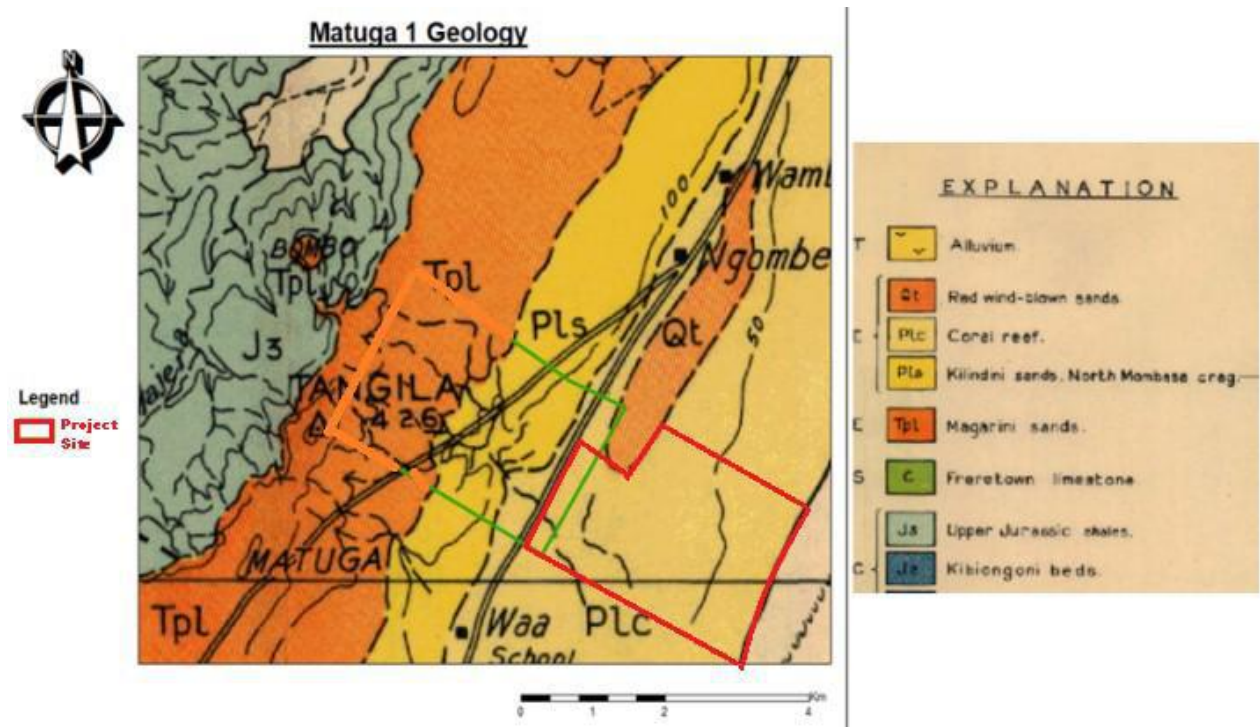 Matuga 1 Geology
N
100
Wam
BOMBO
Tpl
Tpl
Ngombe
Pls
Qt
50
J3
TANGILA
426
MATUGA
Tpl
Waa
School
Plc
Legend
Project
Site
Km
0 1 2 4
EXPLANATION
T
Alluvium.
Qt Red wind-blown sands.
E Plc Coral reef.
Pls Kilindini sands. North Mombasa crag.
E Tpl Magarini sands.
S C Freretown limestone
J3 Upper Jurassic shales.
C Kibiongoni beds.